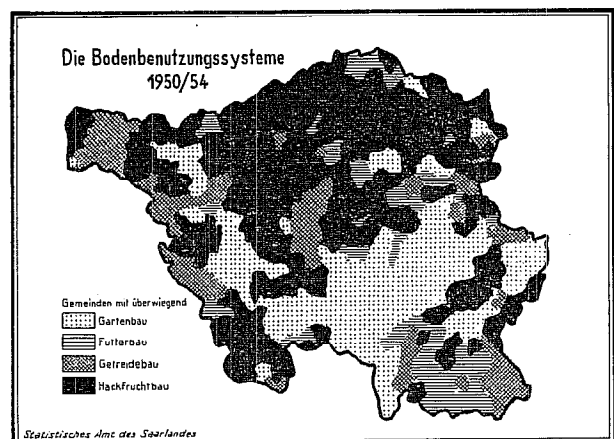 Die Bodenbenutzungssysteme
1950/54
Gemeinden mit überwiegend
Gartenbau
Futterbau
Getreidebau
Hackfruchtbau
Statistisches Amt des Saarlandes